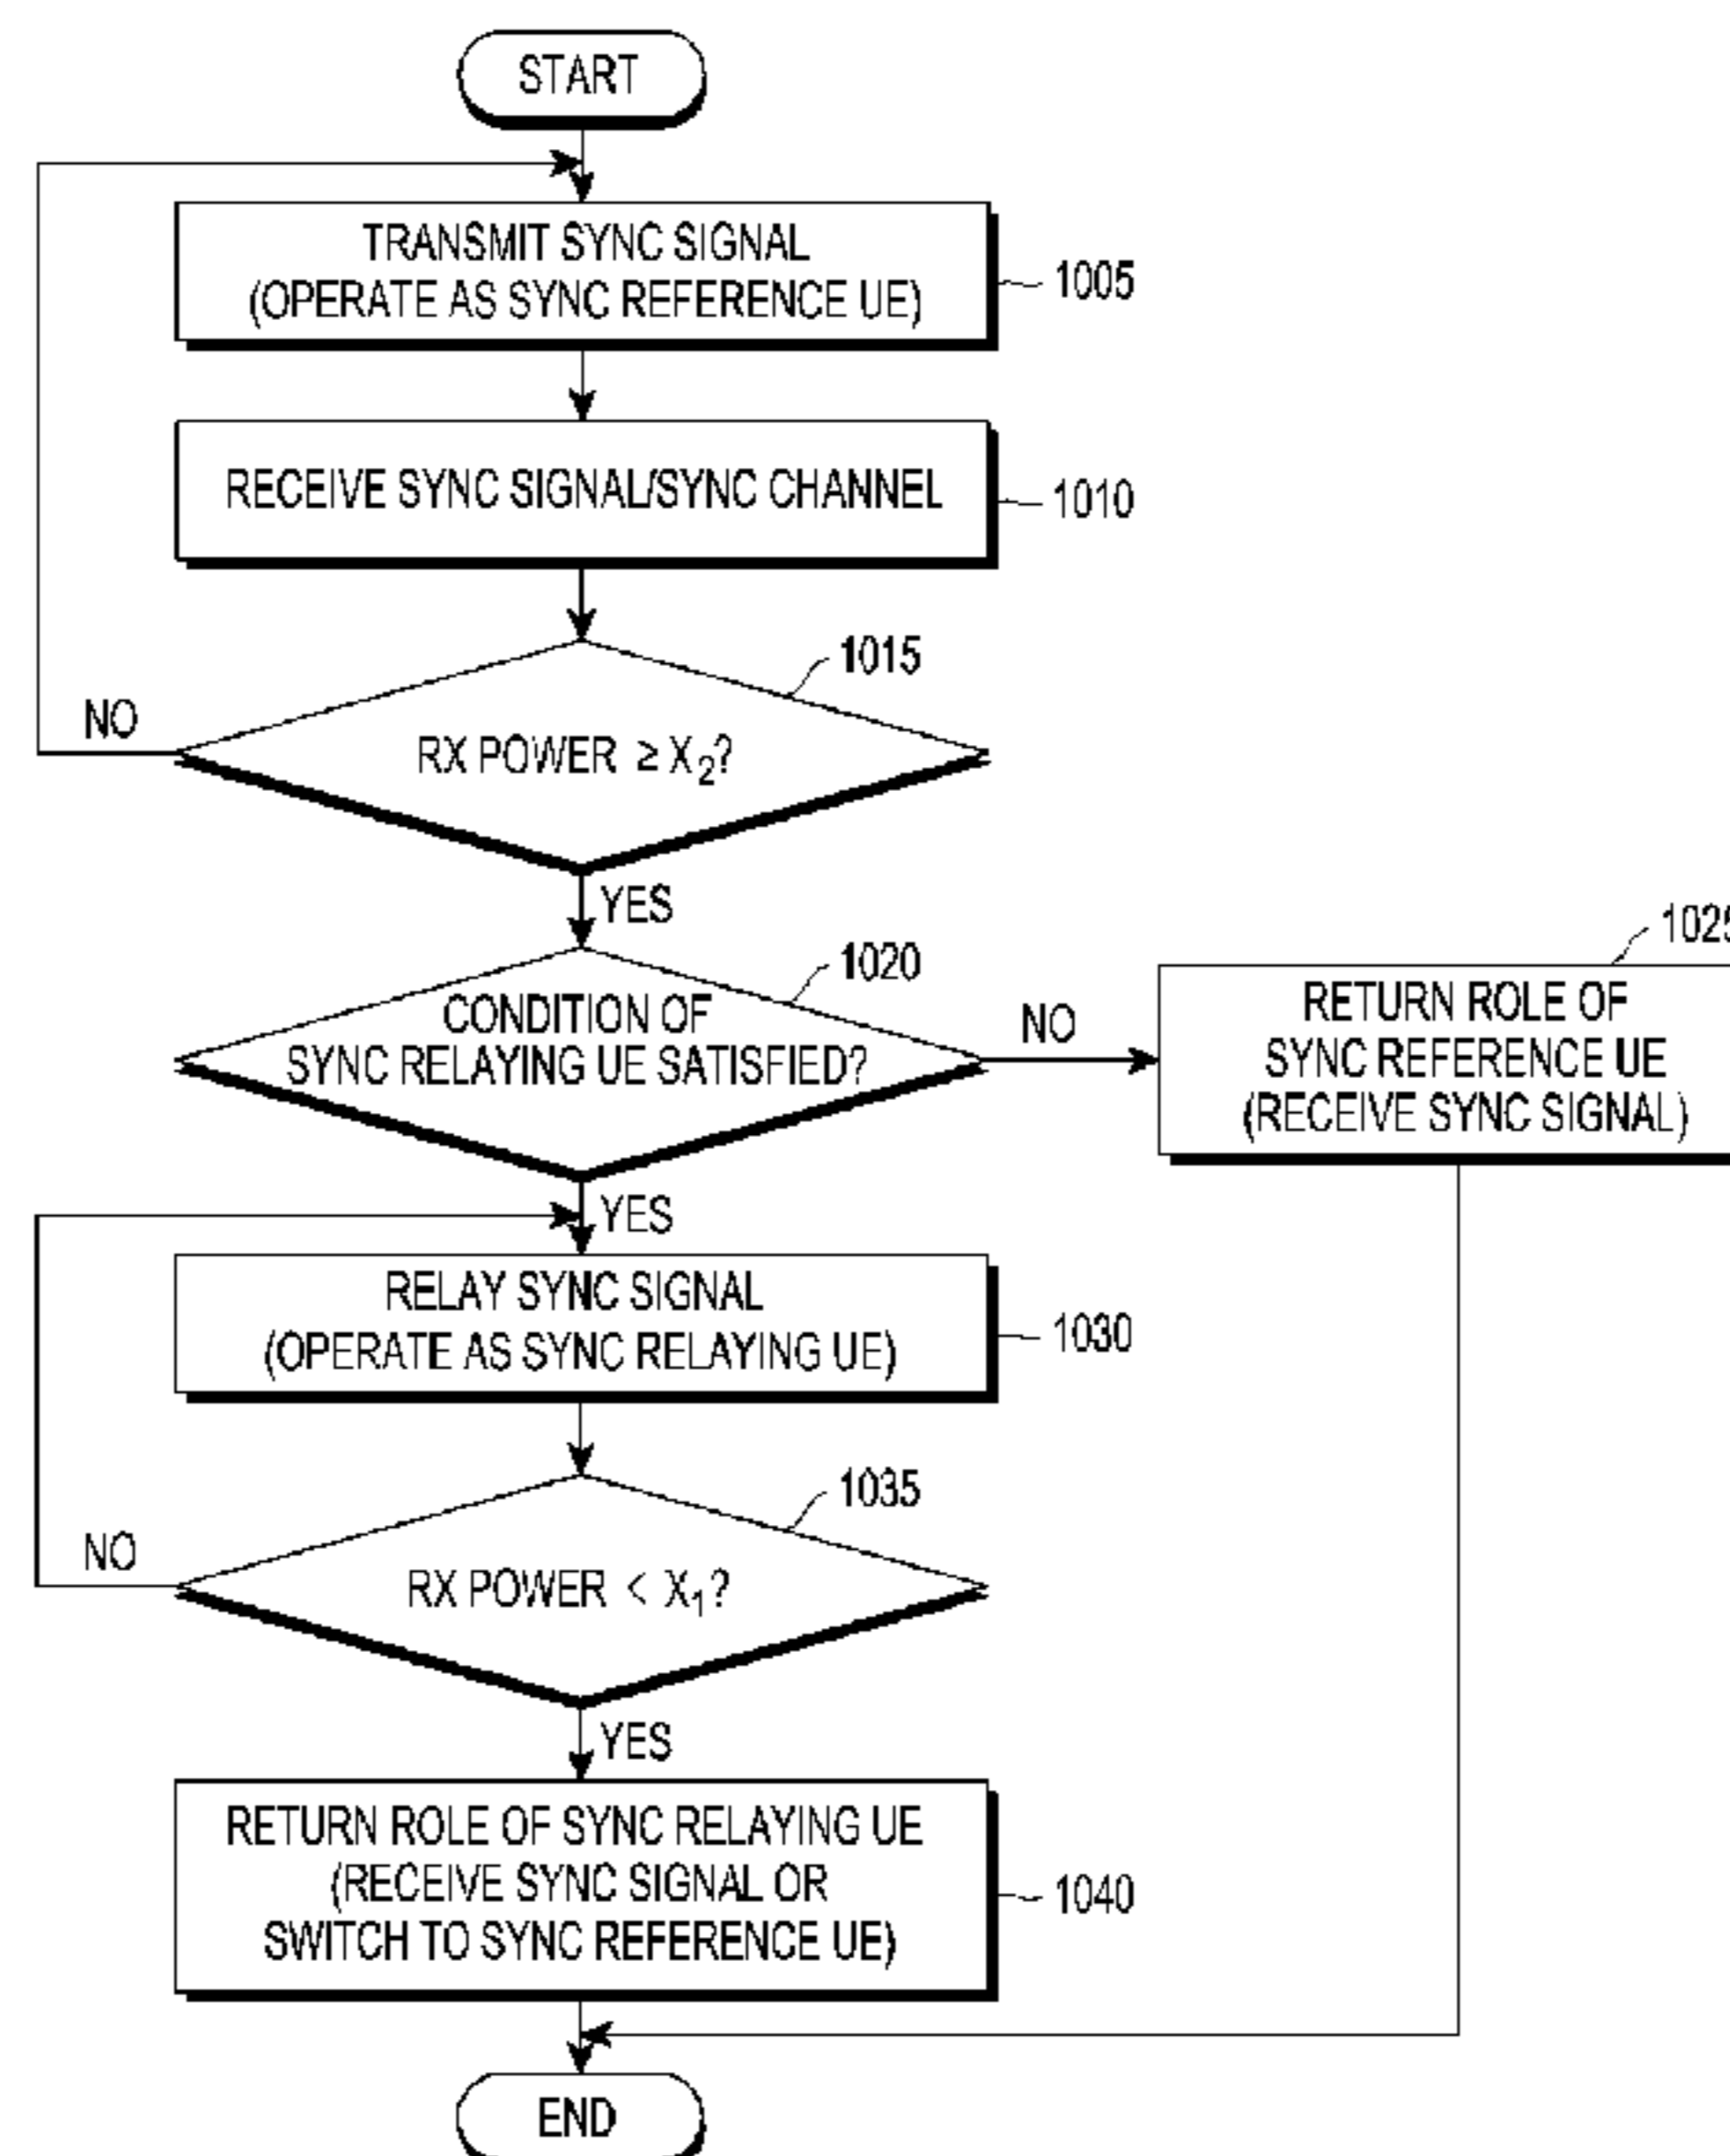 START
TRANSMIT SYNC SIGNAL
(OPERATE AS SYNC REFERENCE UE)
1005
RECEIVE SYNC SIGNAL/SYNC CHANNEL
1010
1015
NO
RX POWER ≥ X₂?
YES
1020
CONDITION OF
SYNC RELAYING UE SATISFIED?
NO
1025
RETURN ROLE OF
SYNC REFERENCE UE
(RECEIVE SYNC SIGNAL)
YES
RELAY SYNC SIGNAL
(OPERATE AS SYNC RELAYING UE)
1030
1035
NO
RX POWER < X₁?
YES
RETURN ROLE OF SYNC RELAYING UE
(RECEIVE SYNC SIGNAL OR
SWITCH TO SYNC REFERENCE UE)
1040
END